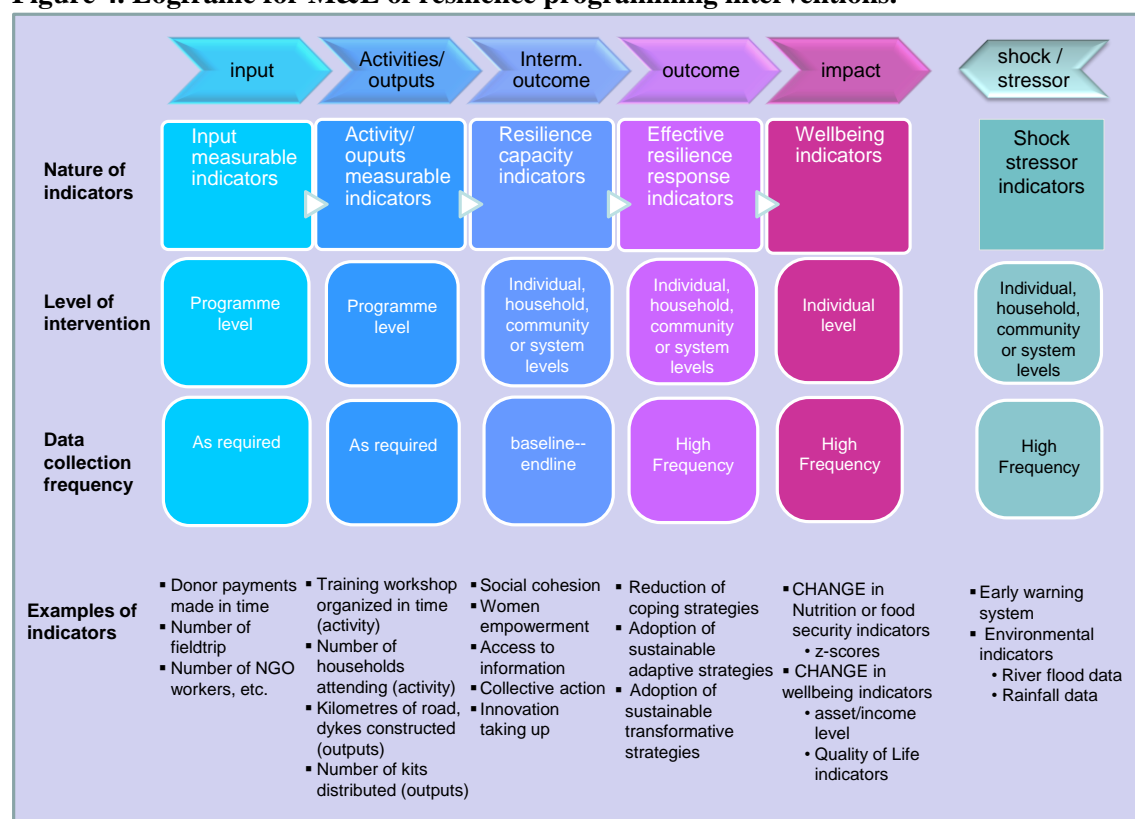 Figure 4. Logframe for M&E of resilience programming interventions.
input
Activities/
outputs
Interm.
outcome
outcome
impact
shock /
stressor
Nature of
indicators
Input
measurable
indicators
Activity/
ouputs
measurable
indicators
Resilience
capacity
indicators
Effective
resilience
response
indicators
Wellbeing
indicators
Shock
stressor
indicators
Level of
intervention
Programme
level
Programme
level
Individual,
household,
community
or system
levels
Individual,
household,
community
or system
levels
Individual
level
Individual,
household,
community
or system
levels
Data
collection
frequency
As required
As required
baseline--
endline
High
Frequency
High
Frequency
High
Frequency
Examples of
indicators
▪ Donor payments
made in time
▪ Number of
fieldtrip
▪ Number of NGO
workers, etc.
▪ Training workshop
organized in time
(activity)
▪ Number of
households
attending (activity)
▪ Kilometres of road,
dykes constructed
(outputs)
▪ Number of kits
distributed (outputs)
▪ Social cohesion
▪ Women
empowerment
▪ Access to
information
▪ Collective action
▪ Innovation
taking up
▪ Reduction of
coping strategies
▪ Adoption of
sustainable
adaptive strategies
▪ Adoption of
sustainable
transformative
strategies
▪ CHANGE in
Nutrition or food
security indicators
• z-scores
▪ CHANGE in
wellbeing indicators
• asset/income
level
• Quality of Life
indicators
▪ Early warning
system
▪ Environmental
indicators
• River flood data
• Rainfall data